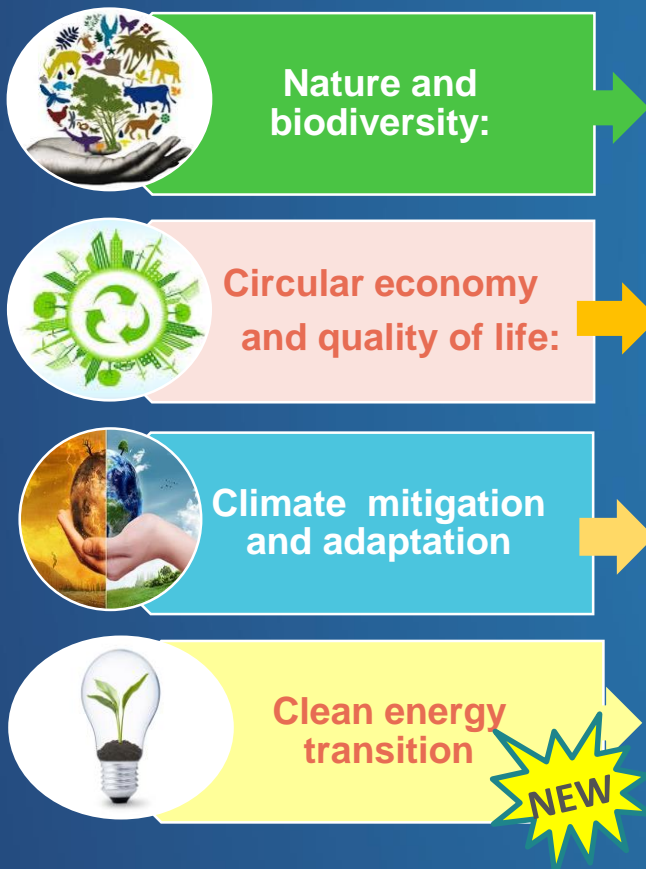 Nature and
biodiversity:
Circular economy
and quality of life:
Climate mitigation
and adaptation
Clean energy
transition
NEW